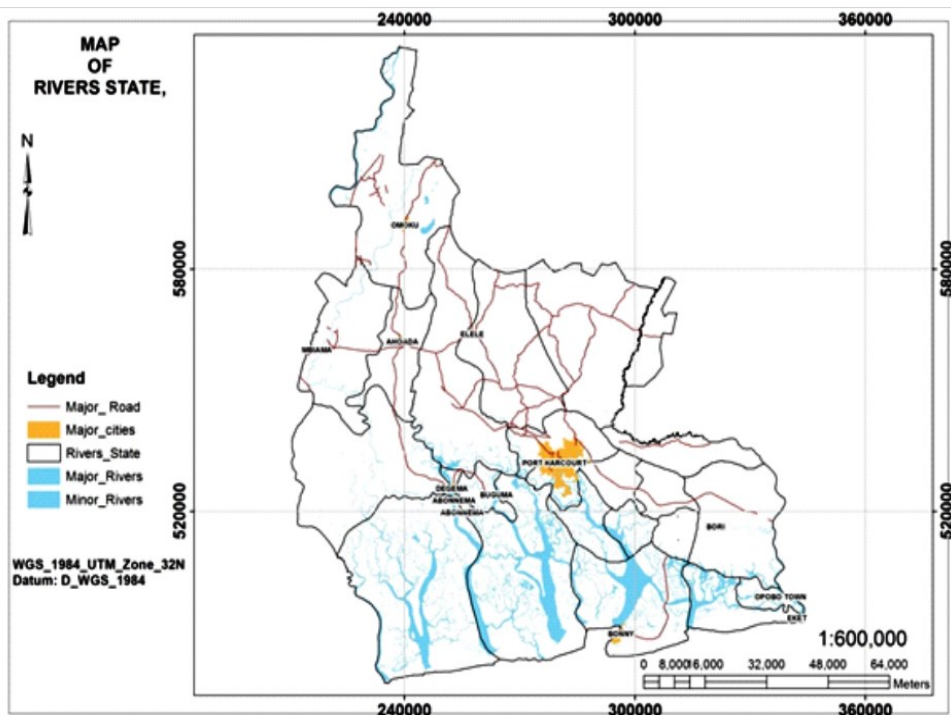 MAP
OF
RIVERS STATE,
N
240000
300000
360000
580000
580000
OMOKU
ELELE
AHOADA
MBIAMA
Legend
Major_ Road
Major_cities
Rivers_State
Major_Rivers
Minor_Rivers
PORT HARCOURT
DEGEMA
BUGUMA
ABONNEMA
ABONNEMA
520000
520000
BORI
WGS_1984_UTM_Zone_32N
Datum: D_WGS_1984
OPOBO TOWN
EKET
BONNY
1:600,000
0 8,000 16,000 32,000 48,000 64,000
Meters
240000
300000
360000